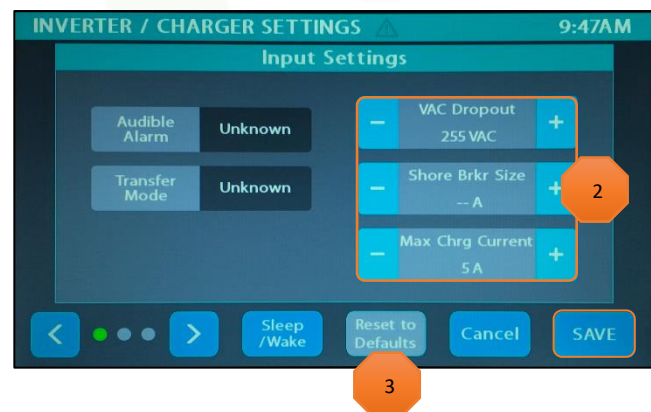 INVERTER / CHARGER SETTINGS
9:47AM
Input Settings
Audible
Alarm
Unknown
Transfer
Mode
Unknown
−
VAC Dropout
255 VAC
+
−
Shore Brkr Size
-- A
+
2
−
Max Chrg Current
5 A
+
<
>
Sleep
/Wake
Reset to
Defaults
Cancel
SAVE
3